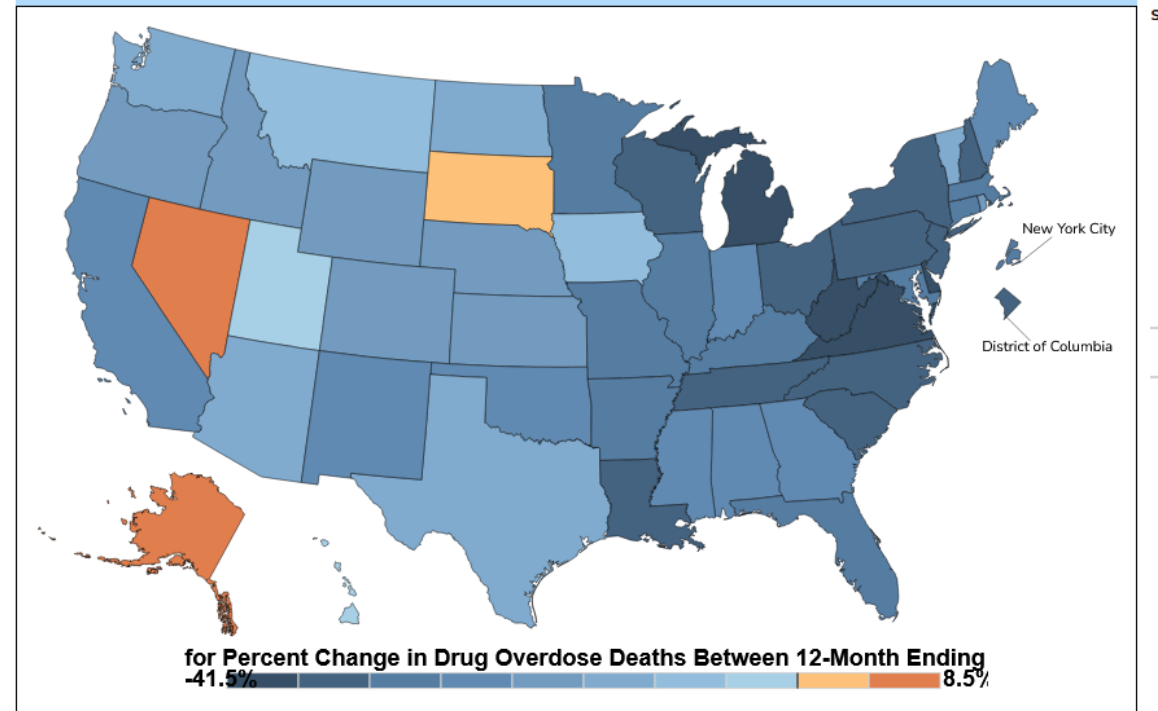 s
New York City
District of Columbia
for Percent Change in Drug Overdose Deaths Between 12-Month Ending
-41.5% 8.5%